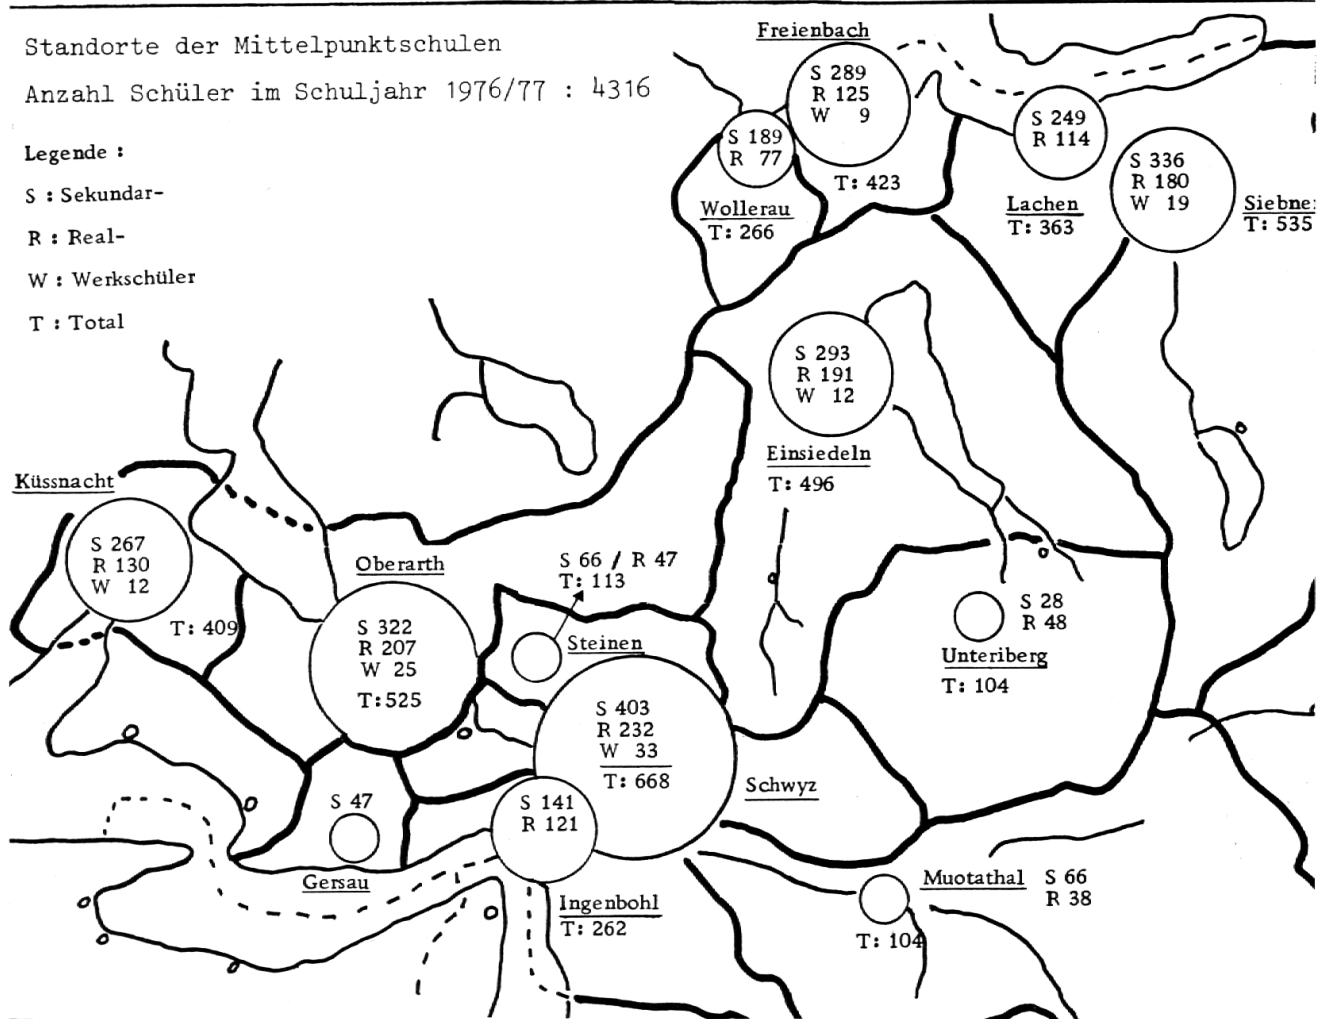 Standorte der Mittelpunktschulen
Anzahl Schüler im Schuljahr 1976/77 : 4316
Legende :
S : Sekundar-
R : Real-
W : Werkschüler
T : Total
Freienbach
S 289
R 125
W 9
T: 423
S 189
R 77
Wollerau
T: 266
S 249
R 114
Lachen
T: 363
S 336
R 180
W 19
Siebne
T: 535
S 293
R 191
W 12
Einsiedeln
T: 496
Küssnacht
S 267
R 130
W 12
T: 409
Oberarth
S 322
R 207
W 25
T:525
S 66 / R 47
T: 113
Steinen
S 28
R 48
Unteriberg
T: 104
S 403
R 232
W 33
T: 668
Schwyz
S 47
Gersau
S 141
R 121
Ingenbohl
T: 262
Muotathal S 66
R 38
T: 104